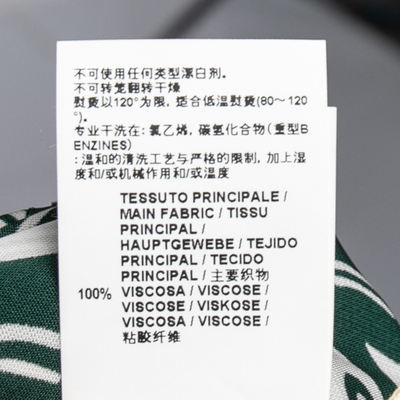 不可使用任何类型漂白剂。
不可转笼翻转干燥
熨烫以120°为限, 适合低温熨烫(80～120
°)。
专业干洗在: 氯乙烯, 碳氢化合物 (重型B
ENZINES)
: 温和的清洗工艺与严格的限制, 加上湿
度和/或机械作用和/或温度
TESSUTO PRINCIPALE /
MAIN FABRIC / TISSU
PRINCIPAL /
HAUPTGEWEBE / TEJIDO
PRINCIPAL / TECIDO
PRINCIPAL / 主要织物
100% VISCOSA / VISCOSE /
VISCOSE / VISKOSE /
VISCOSA / VISCOSE /
粘胶纤维